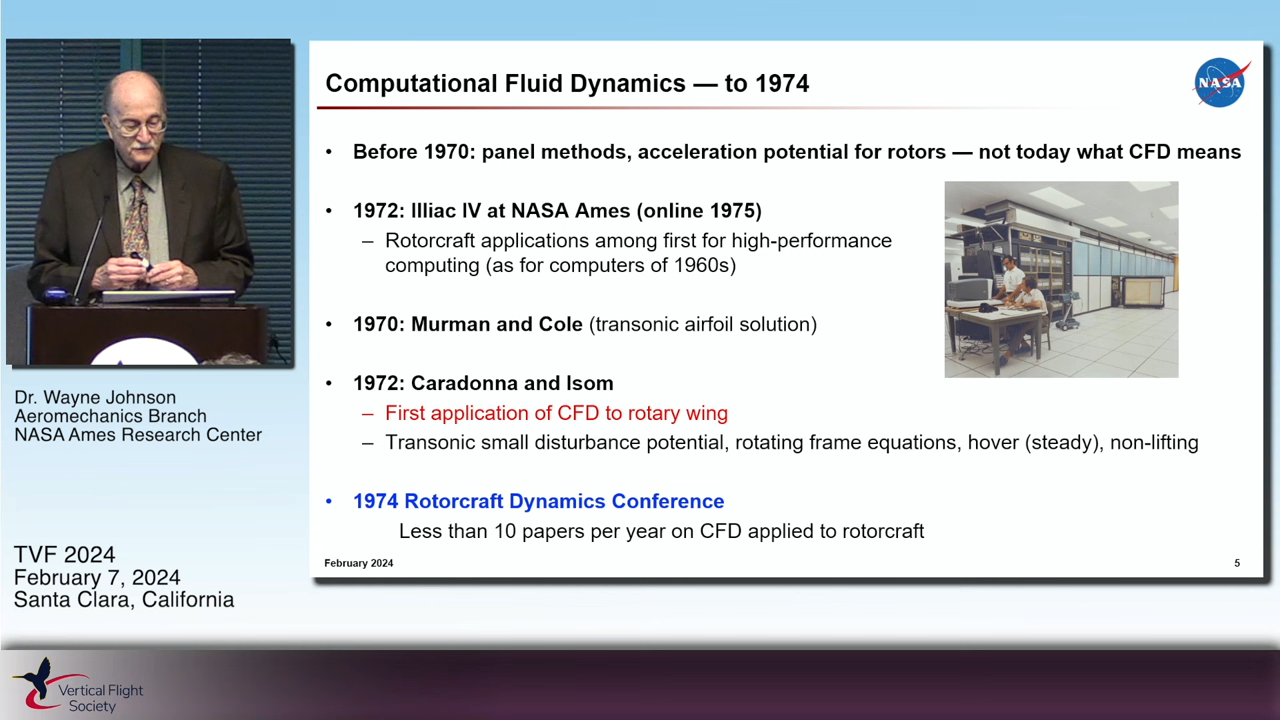 Computational Fluid Dynamics — to 1974
NASA
• Before 1970: panel methods, acceleration potential for rotors — not today what CFD means
• 1972: Illiac IV at NASA Ames (online 1975)
– Rotorcraft applications among first for high-performance
computing (as for computers of 1960s)
• 1970: Murman and Cole (transonic airfoil solution)
• 1972: Caradonna and Isom
– First application of CFD to rotary wing
– Transonic small disturbance potential, rotating frame equations, hover (steady), non-lifting
• 1974 Rotorcraft Dynamics Conference
Less than 10 papers per year on CFD applied to rotorcraft
February 2024
5
Dr. Wayne Johnson
Aeromechanics Branch
NASA Ames Research Center
TVF 2024
February 7, 2024
Santa Clara, California
Vertical Flight
Society